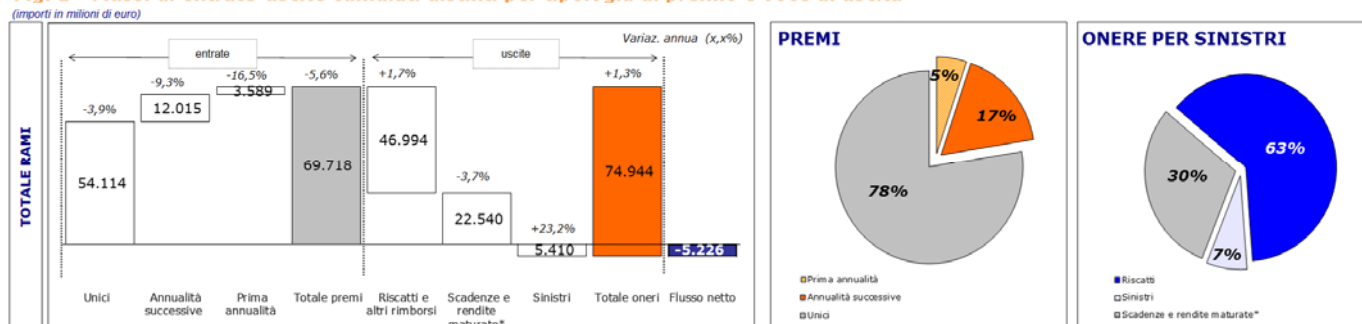 (importi in milioni di euro)
TOTALE RAMI
Variaz. annua (x,x%)
entrate
uscite
-3,9%
-9,3%
-16,5%
-5,6%
+1,7%
-3,7%
+23,2%
+1,3%
54.114
12.015
3.589
69.718
46.994
22.540
5.410
74.944
-5.226
Unici
Annualità successive
Prima annualità
Totale premi
Riscatti e altri rimborsi
Scadenze e rendite maturate*
Sinistri
Totale oneri
Flusso netto
PREMI
5%
17%
78%
Prima annualità
Annualità successive
Unici
ONERE PER SINISTRI
63%
30%
7%
Riscatti
Sinistri
Scadenze e rendite maturate*